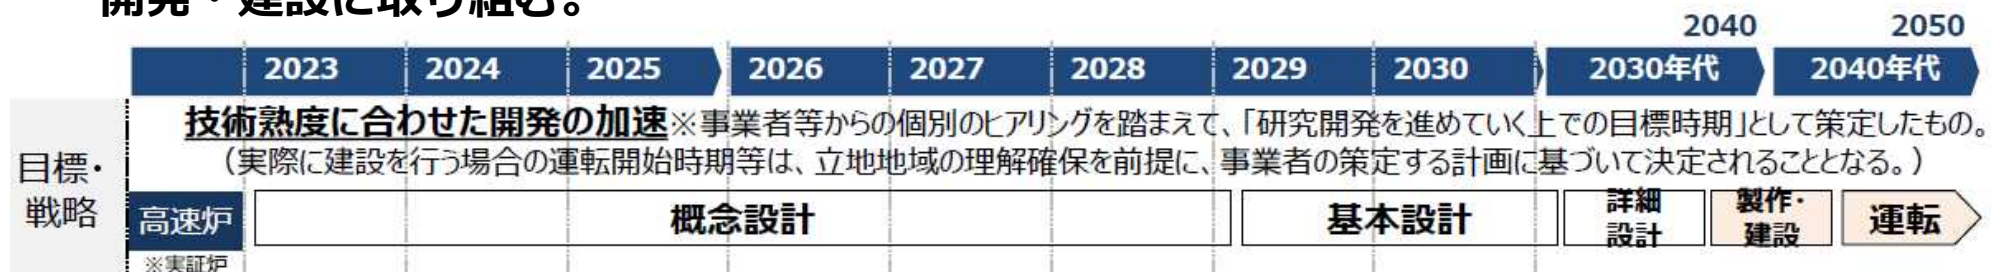 開発・建設に取り組む。
2040 2050
2023 2024 2025 2026 2027 2028 2029 2030 2030年代 2040年代
目標・
戦略
技術熟度に合わせた開発の加速※事業者等からの個別のヒアリングを踏まえて、「研究開発を進めていく上での目標時期」として策定したもの。
（実際に建設を行う場合の運転開始時期等は、立地地域の理解確保を前提に、事業者の策定する計画に基づいて決定されることとなる。）
高速炉
概念設計
基本設計
詳細
設計
製作・
建設
運転
※実証炉